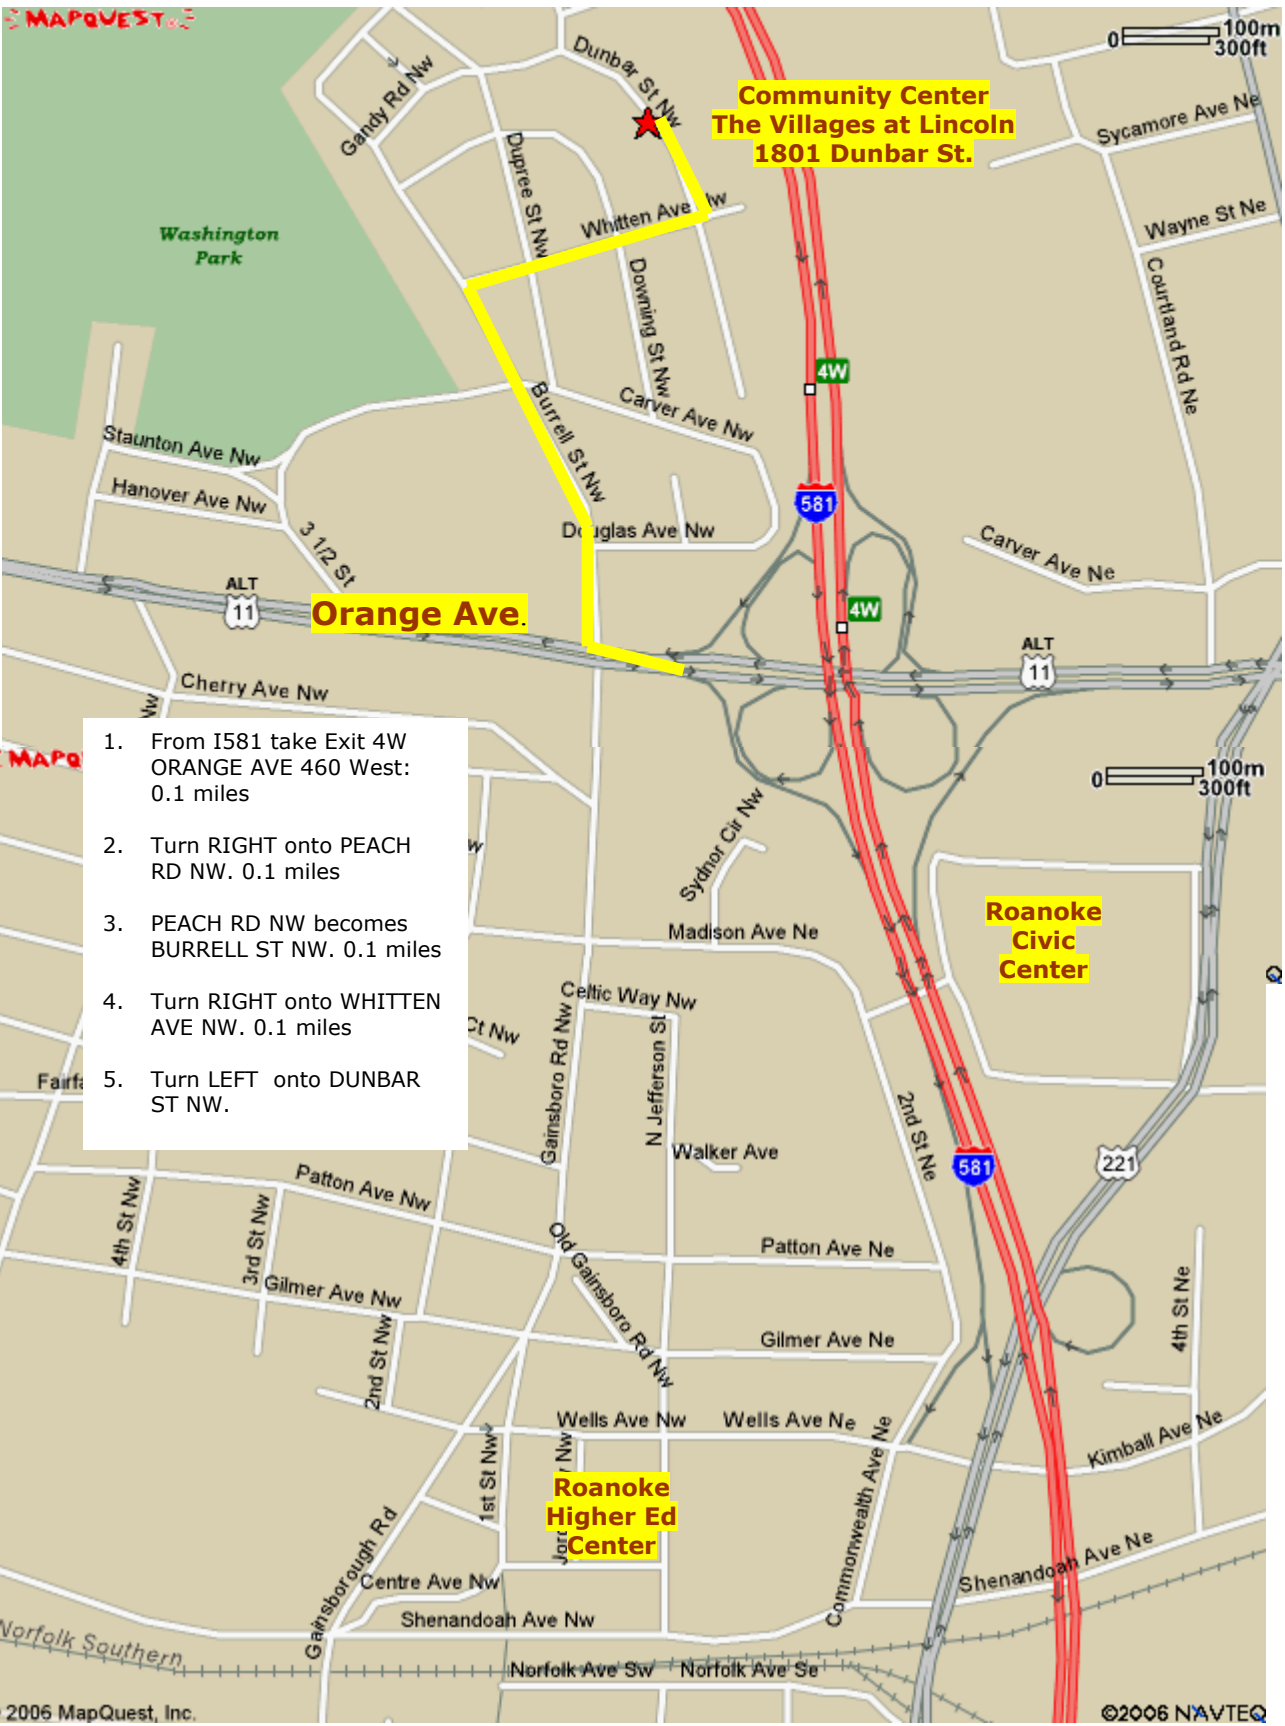 MAPQUEST
0 100m
300ft
Dunbar St Nw
Gandy Rd Nw
Community Center
The Villages at Lincoln
1801 Dunbar St.
Sycamore Ave Ne
Dupree St Nw
Whitten Ave Nw
Wayne St Ne
Washington
Park
Downing St Nw
Courtland Rd Ne
4W
Burrell St Nw
Carver Ave Nw
Staunton Ave Nw
Hanover Ave Nw
581
3 1/2 St
Douglas Ave Nw
Carver Ave Ne
ALT
11
Orange Ave.
4W
ALT
11
Cherry Ave Nw
Nw
1. From I581 take Exit 4W
ORANGE AVE 460 West:
0.1 miles
2. Turn RIGHT onto PEACH
RD NW. 0.1 miles
3. PEACH RD NW becomes
BURRELL ST NW. 0.1 miles
4. Turn RIGHT onto WHITTEN
AVE NW. 0.1 miles
5. Turn LEFT onto DUNBAR
ST NW.
MAPQ
0 100m
300ft
w
Sydnor Cir Nw
Roanoke
Civic
Center
Madison Ave Ne
Celtic Way Nw
Ct Nw
Gainsboro Rd Nw
N Jefferson St
Fairfa
2nd St Ne
Walker Ave
581
221
Patton Ave Nw
4th St Nw
3rd St Nw
Old Gainsboro Rd Nw
Patton Ave Ne
Gilmer Ave Nw
Gilmer Ave Ne
4th St Ne
2nd St Nw
Wells Ave Nw
Wells Ave Ne
Kimball Ave Ne
1st St Nw
Roanoke
Higher Ed
Center
Commonwealth Ave Ne
Gainsborough Rd
Centre Ave Nw
Shenandoah Ave Ne
Shenandoah Ave Nw
Norfolk Southern
Norfolk Ave Sw
Norfolk Ave Se
2006 MapQuest, Inc.
©2006 NAVTEQ